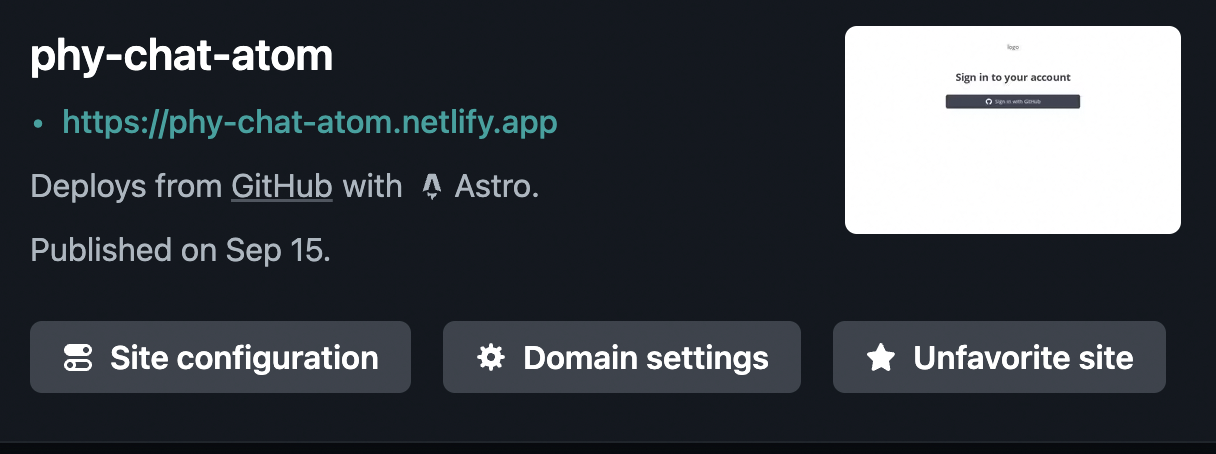 phy-chat-atom
• https://phy-chat-atom.netlify.app
Deploys from GitHub with Astro.
Published on Sep 15.
logo
Sign in to your account
Sign in with GitHub
Site configuration
Domain settings
Unfavorite site